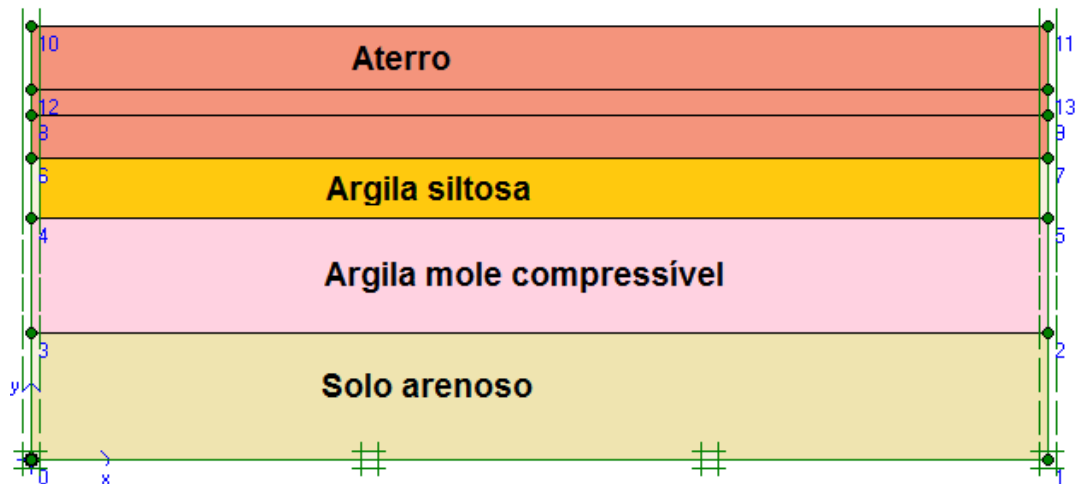 10 11
Aterro
12 13
8 9
6 7
Argila siltosa
4 5
Argila mole compressível
3 2
y
Solo arenoso
0 x 1